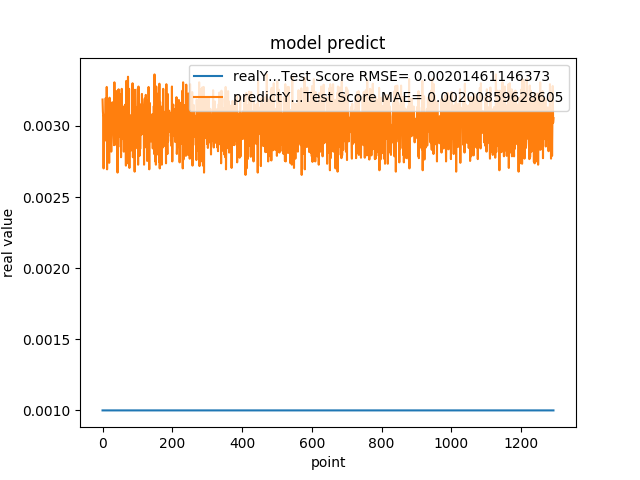 model predict
realY...Test Score RMSE= 0.00201461146373
predictY...Test Score MAE= 0.00200859628605
0.0030
0.0025
0.0020
0.0015
0.0010
real value
0 200 400 600 800 1000 1200
point